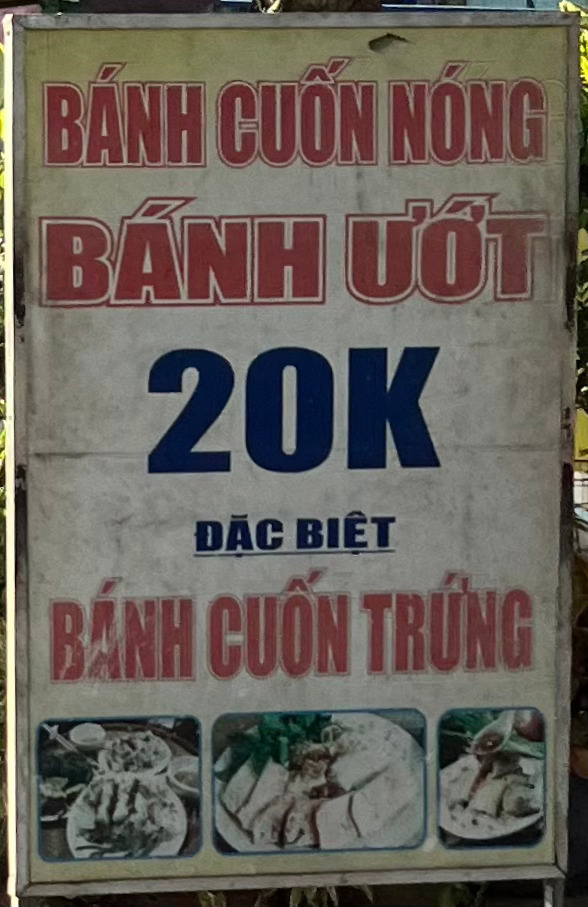 BÁNH CUỐN NÓNG
BÁNH ƯỚT
20K
ĐẶC BIỆT
BÁNH CUỐN TRỨNG